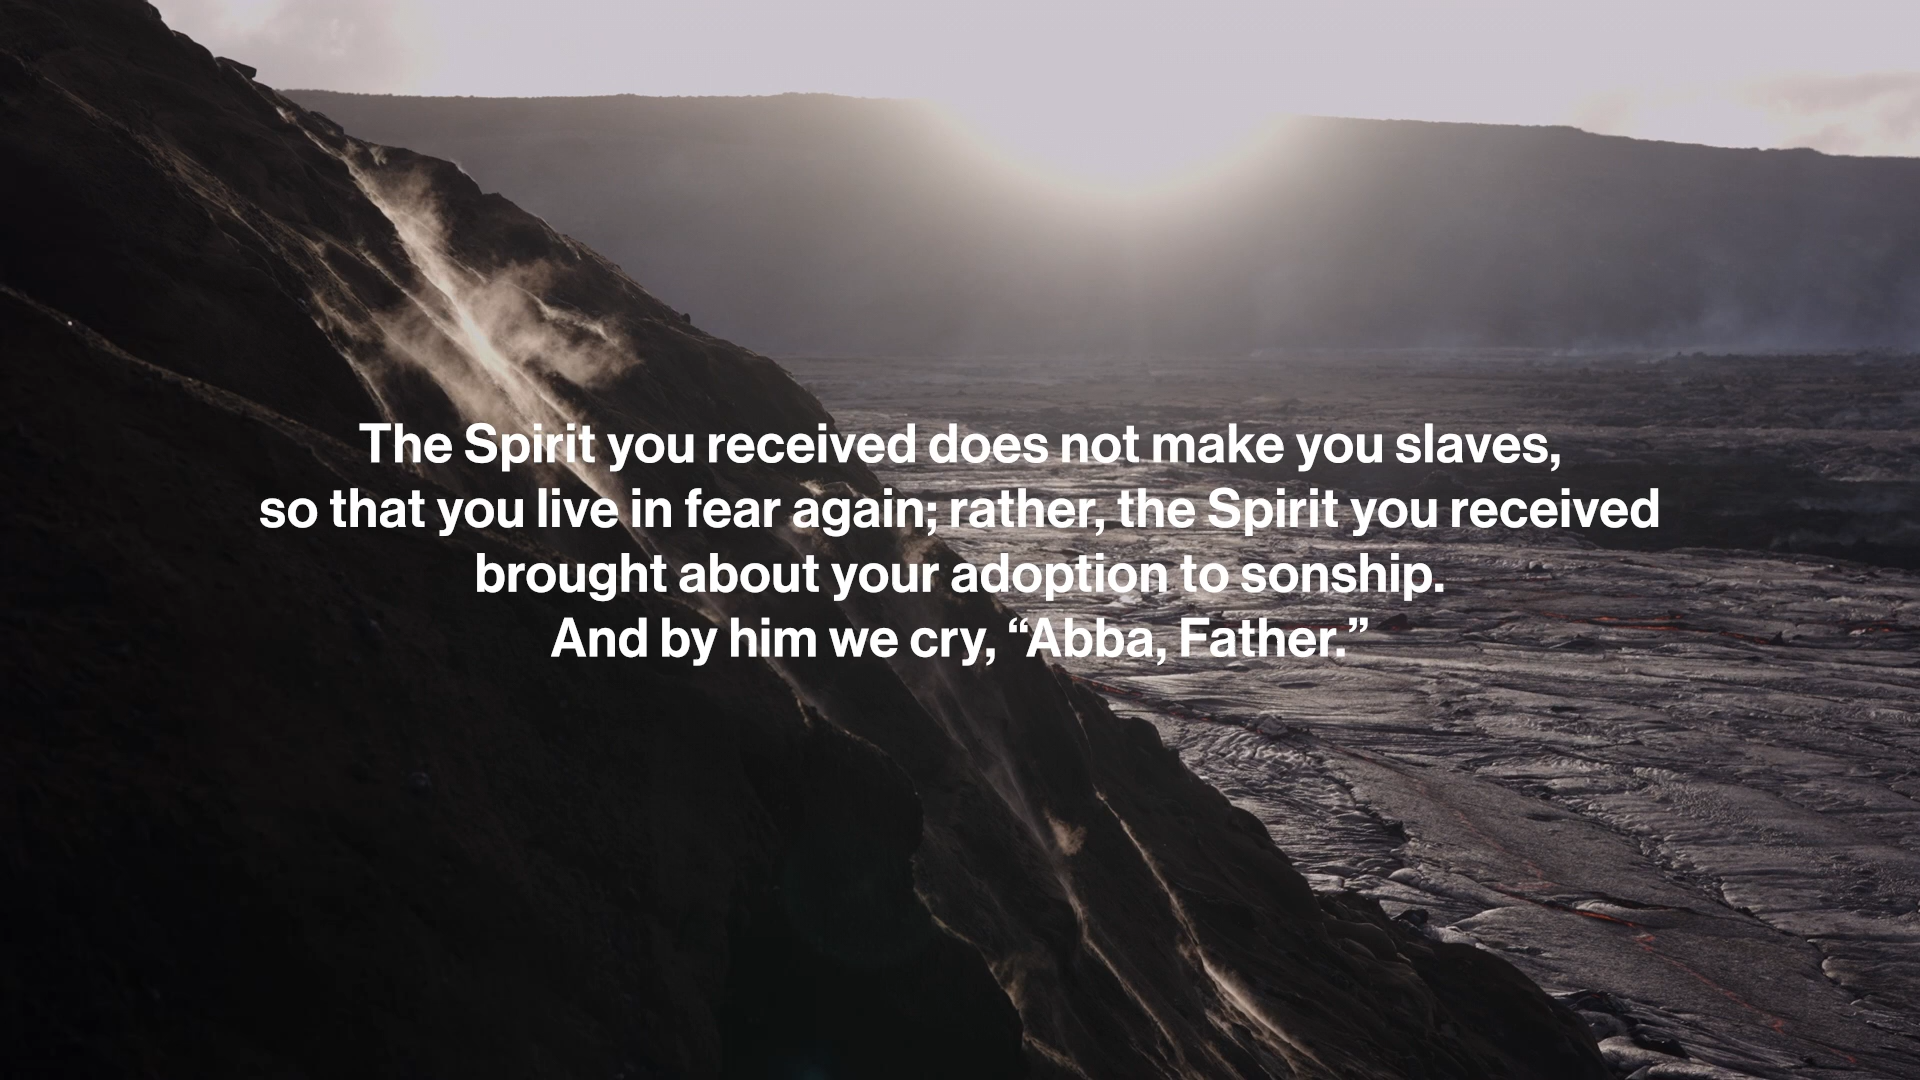 The Spirit you received does not make you slaves,
so that you live in fear again; rather, the Spirit you received
brought about your adoption to sonship.
And by him we cry, “Abba, Father.”